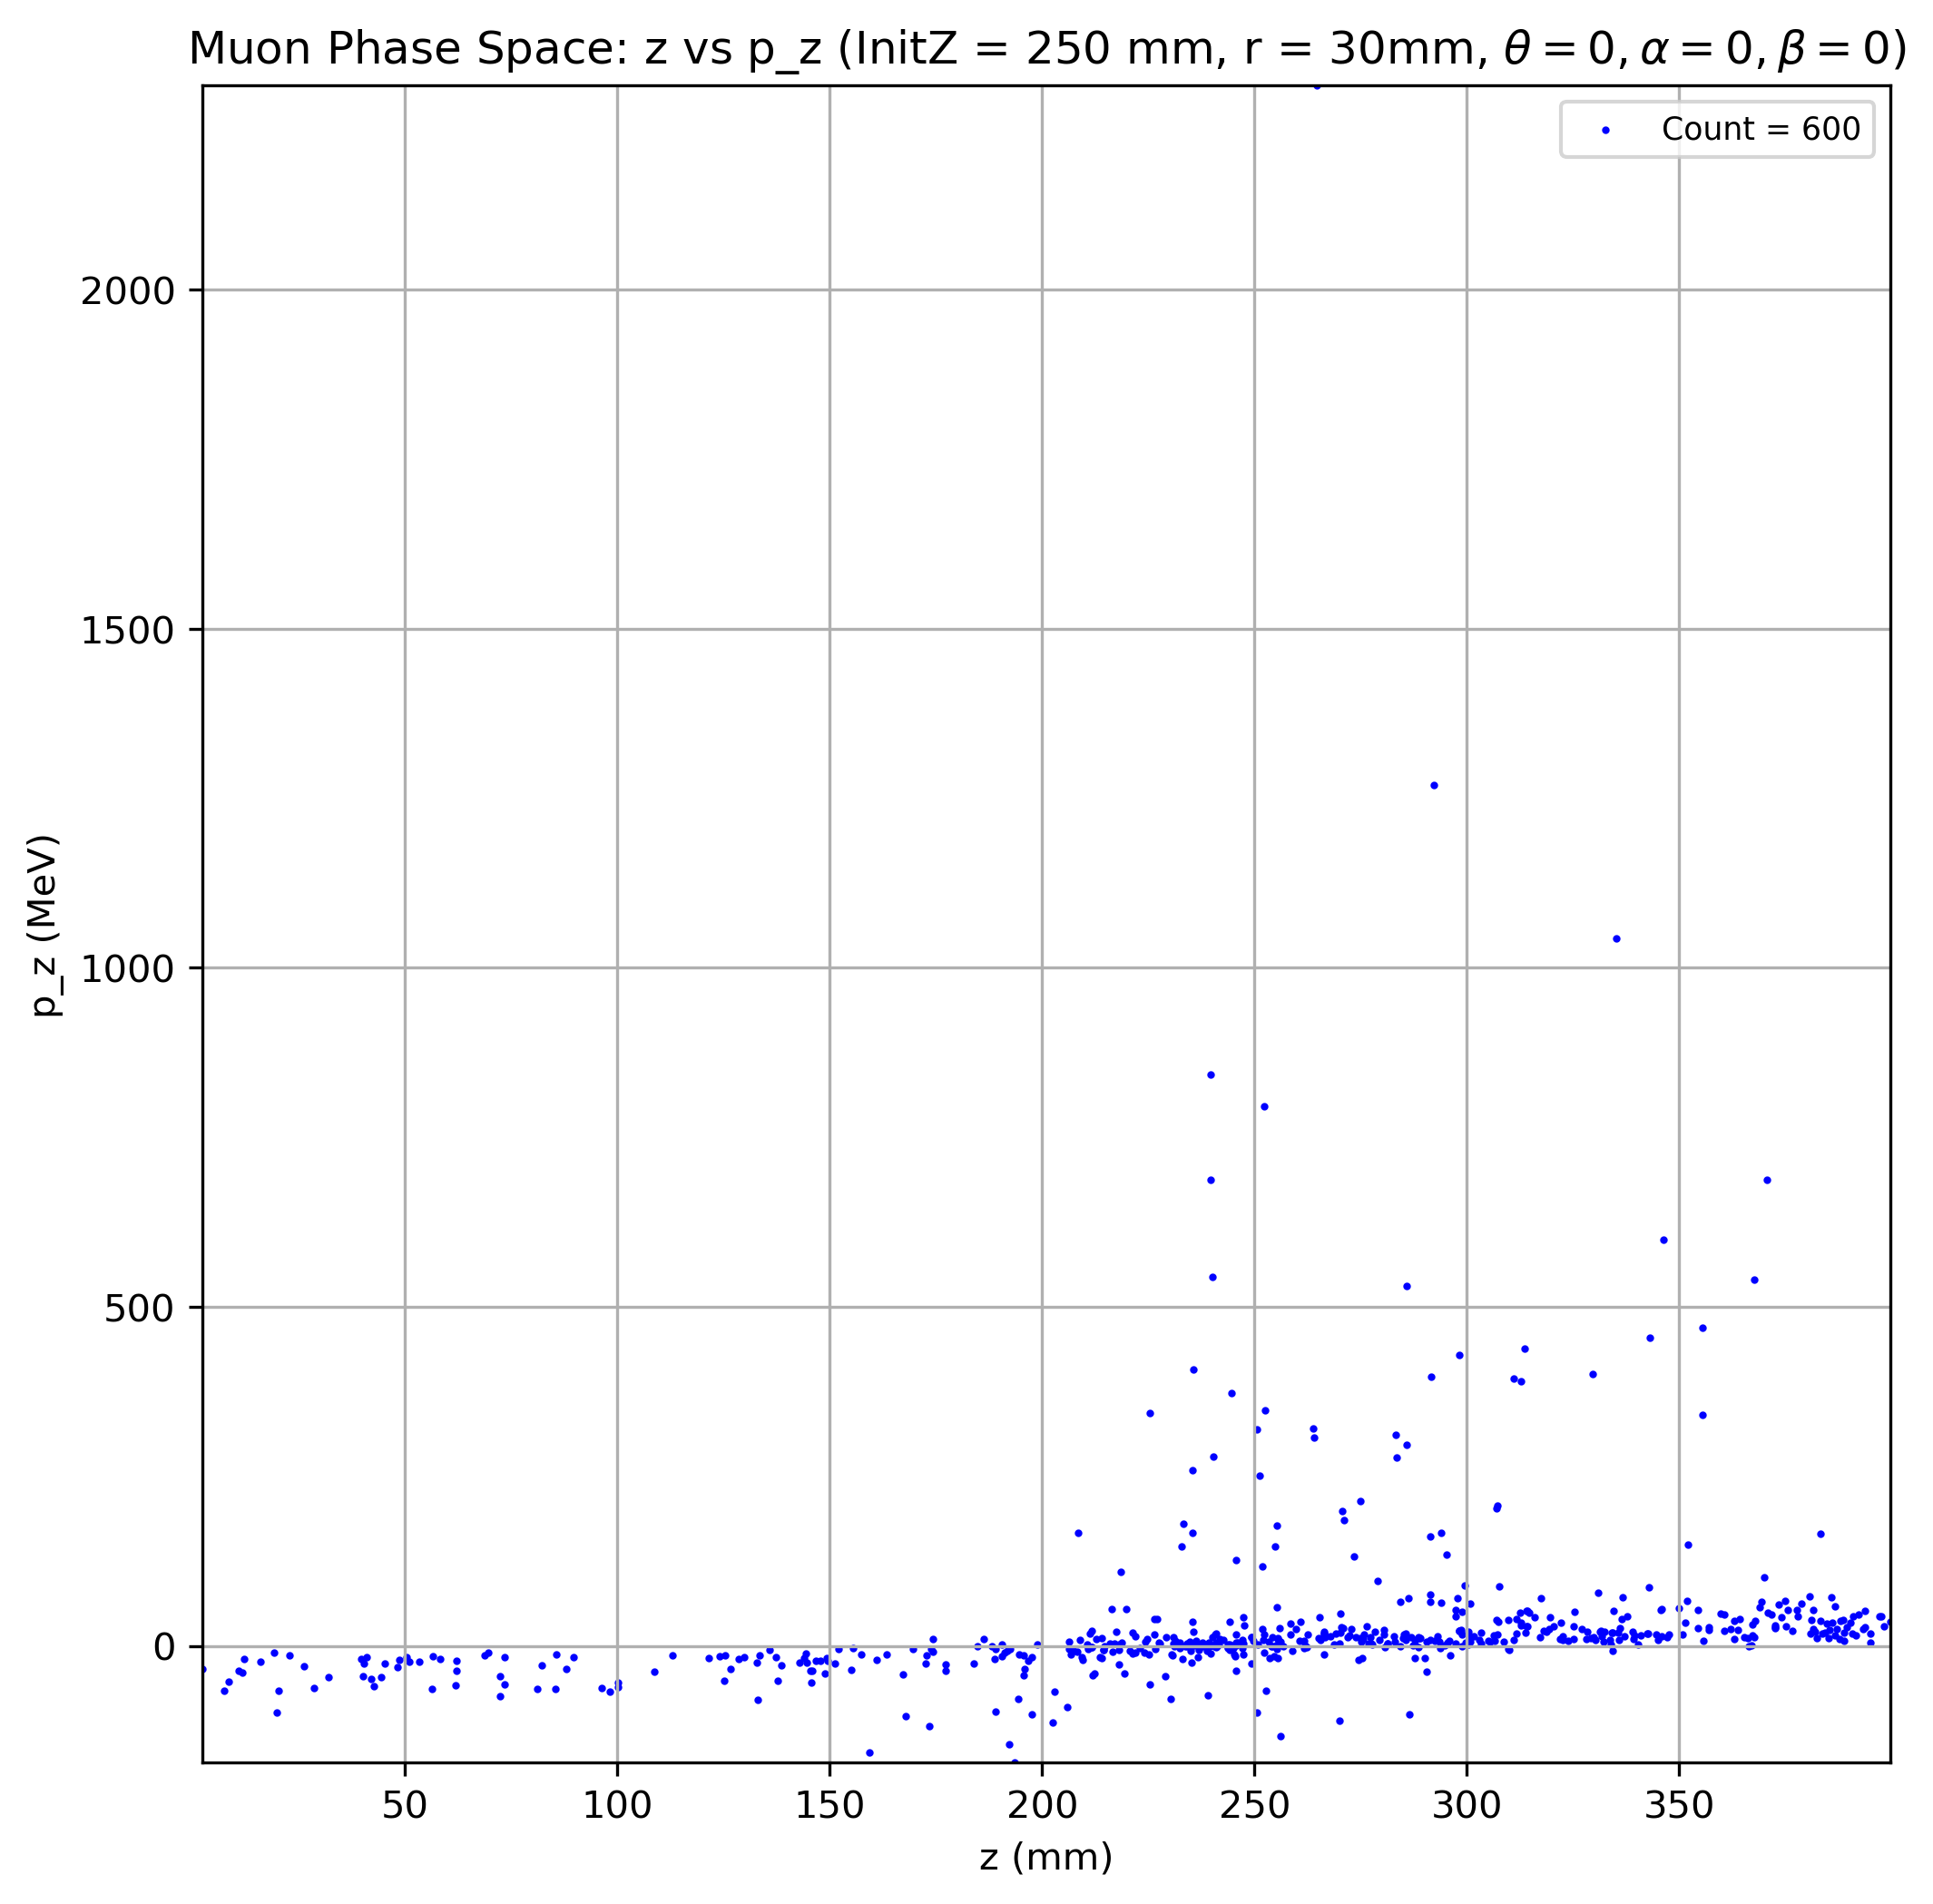 Muon Phase Space: z vs p_z (InitZ = 250 mm, r = 30mm, θ = 0, α = 0, β = 0)
Count = 600
2000
1500
1000
500
0
p_z (MeV)
50 100 150 200 250 300 350
z (mm)